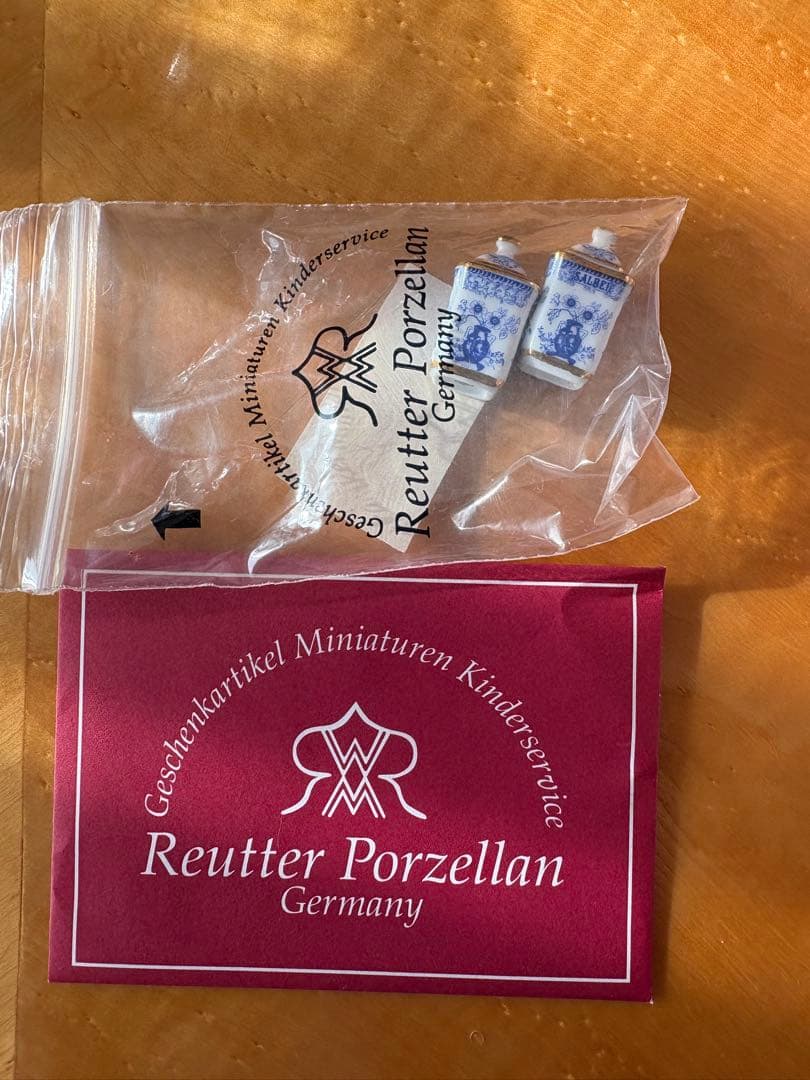 Geschenkartikel Miniaturen Kinderservice
Reutter Porzellan
Germany
SALBEI
Geschenkartikel Miniaturen Kinderservice
Reutter Porzellan
Germany